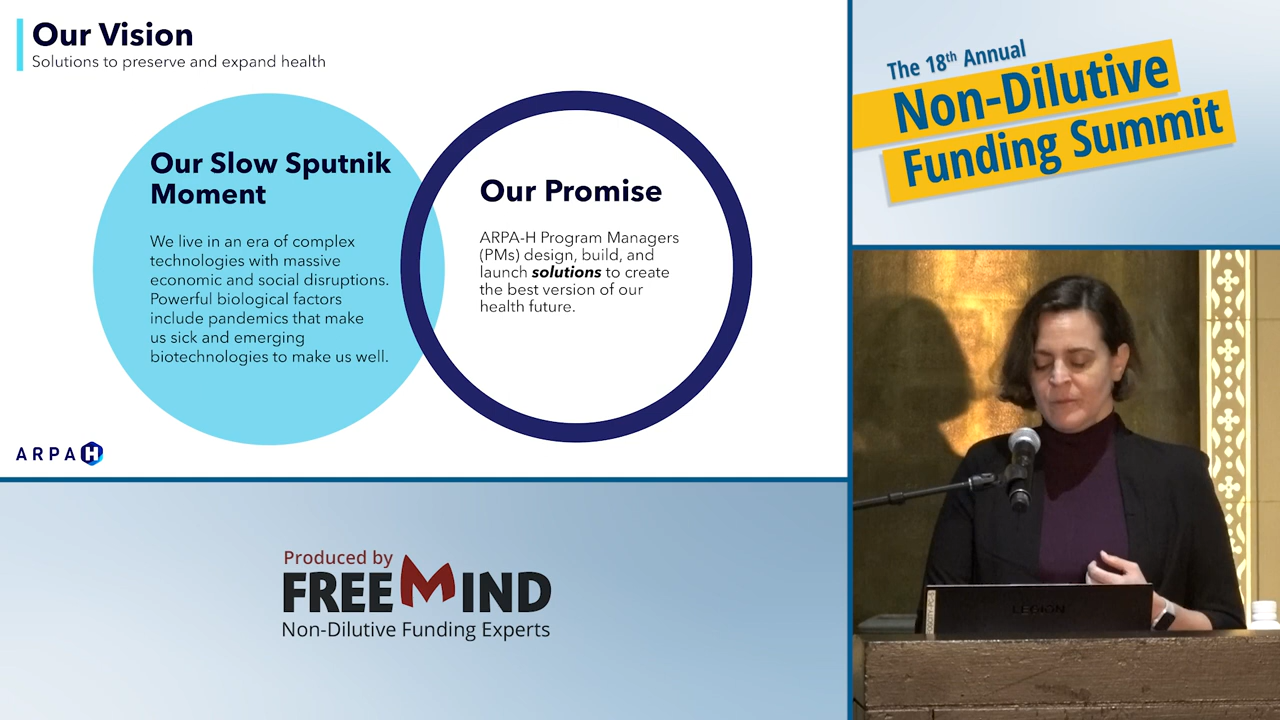 Our Vision
Solutions to preserve and expand health
Our Slow Sputnik
Moment
We live in an era of complex
technologies with massive
economic and social disruptions.
Powerful biological factors
include pandemics that make
us sick and emerging
biotechnologies to make us well.
Our Promise
ARPA-H Program Managers
(PMs) design, build, and
launch solutions to create
the best version of our
health future.
ARPA H
The 18th Annual
Non-Dilutive
Funding Summit
Produced by
FREEMIND
Non-Dilutive Funding Experts
LEGION